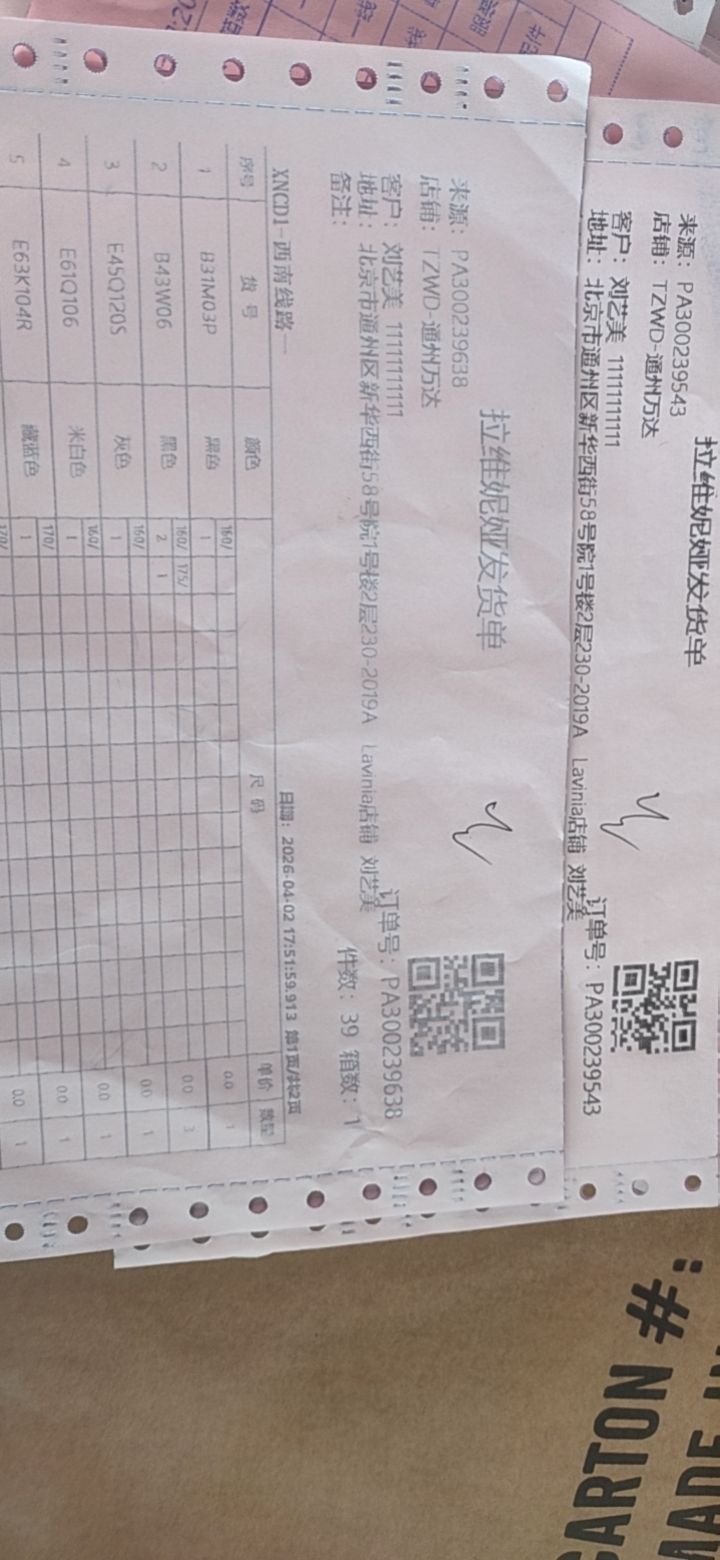 拉维妮娅发货单
来源：PA300239543
店铺：TZWD-通州万达
客户：刘艺美 11111111111
订单号：PA300239543
地址：北京市通州区新华西街58号院1号楼2层230-2019A Lavinia店铺 刘艺美
拉维妮娅发货单
来源：PA300239638
店铺：TZWD-通州万达
客户：刘艺美 11111111111
订单号：PA300239638
地址：北京市通州区新华西街58号院1号楼2层230-2019A Lavinia店铺 刘艺美
备注：
件数：39 箱数：1
XNCD1-西南线路一
日期：2026-04-02 17:51:59.913 第1页/共2页
序号 货号 颜色 尺码 单价 数量
160/
1 B31M03P 黑色 1 0.0 1
160/ 175/
2 B43W06 黑色 2 1 0.0 3
160/
3 E45Q120S 灰色 1 0.0 1
160/
4 E61Q106 米白色 1 0.0 1
170/
5 E63K104R 藏蓝色 1 0.0 1
170/
CARTON #: